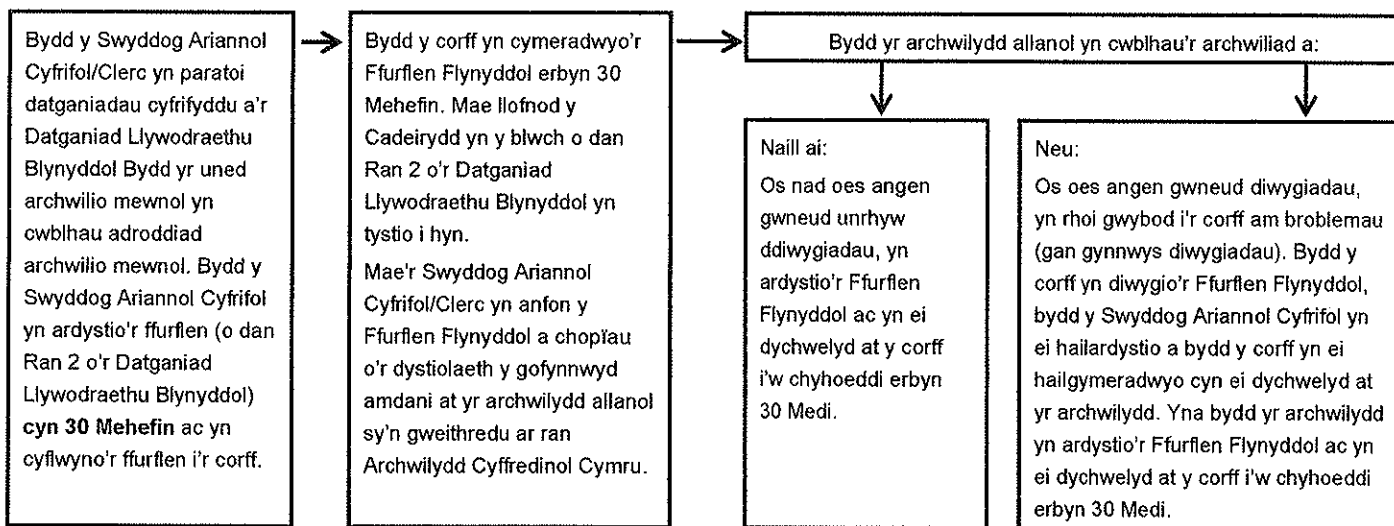 Bydd y Swyddog Ariannol
Cyfrifol/Clerc yn paratoi
datganiadau cyfrifyddu a'r
Datganiad Llywodraethu
Blynyddol Bydd yr uned
archwilio mewnol yn
cwblhau adroddiad
archwilio mewnol. Bydd y
Swyddog Ariannol Cyfrifol
yn ardystio'r ffurflen (o dan
Ran 2 o'r Datganiad
Llywodraethu Blynyddol)
cyn 30 Mehefin ac yn
cyflwyno'r ffurflen i'r corff.
Bydd y corff yn cymeradwyo'r
Ffurflen Flynyddol erbyn 30
Mehefin. Mae llofnod y
Cadeirydd yn y blwch o dan
Ran 2 o'r Datganiad
Llywodraethu Blynyddol yn
tystio i hyn.
Mae'r Swyddog Ariannol
Cyfrifol/Clerc yn anfon y
Ffurflen Flynyddol a chopïau
o'r dystiolaeth y gofynnwyd
amdani at yr archwilydd allanol
sy'n gweithredu ar ran
Archwilydd Cyffredinol Cymru.
Bydd yr archwilydd allanol yn cwblhau'r archwiliad a:
Naill ai:
Os nad oes angen
gwneud unrhyw
ddiwygiadau, yn
ardystio'r Ffurflen
Flynyddol ac yn ei
dychwelyd at y corff
i'w chyhoeddi erbyn
30 Medi.
Neu:
Os oes angen gwneud diwygiadau,
yn rhoi gwybod i'r corff am broblemau
(gan gynnwys diwygiadau). Bydd y
corff yn diwygio'r Ffurflen Flynyddol,
bydd y Swyddog Ariannol Cyfrifol yn
ei hailardystio a bydd y corff yn ei
hailgymeradwyo cyn ei dychwelyd at
yr archwilydd. Yna bydd yr archwilydd
yn ardystio'r Ffurflen Flynyddol ac yn
ei dychwelyd at y corff i'w chyhoeddi
erbyn 30 Medi.